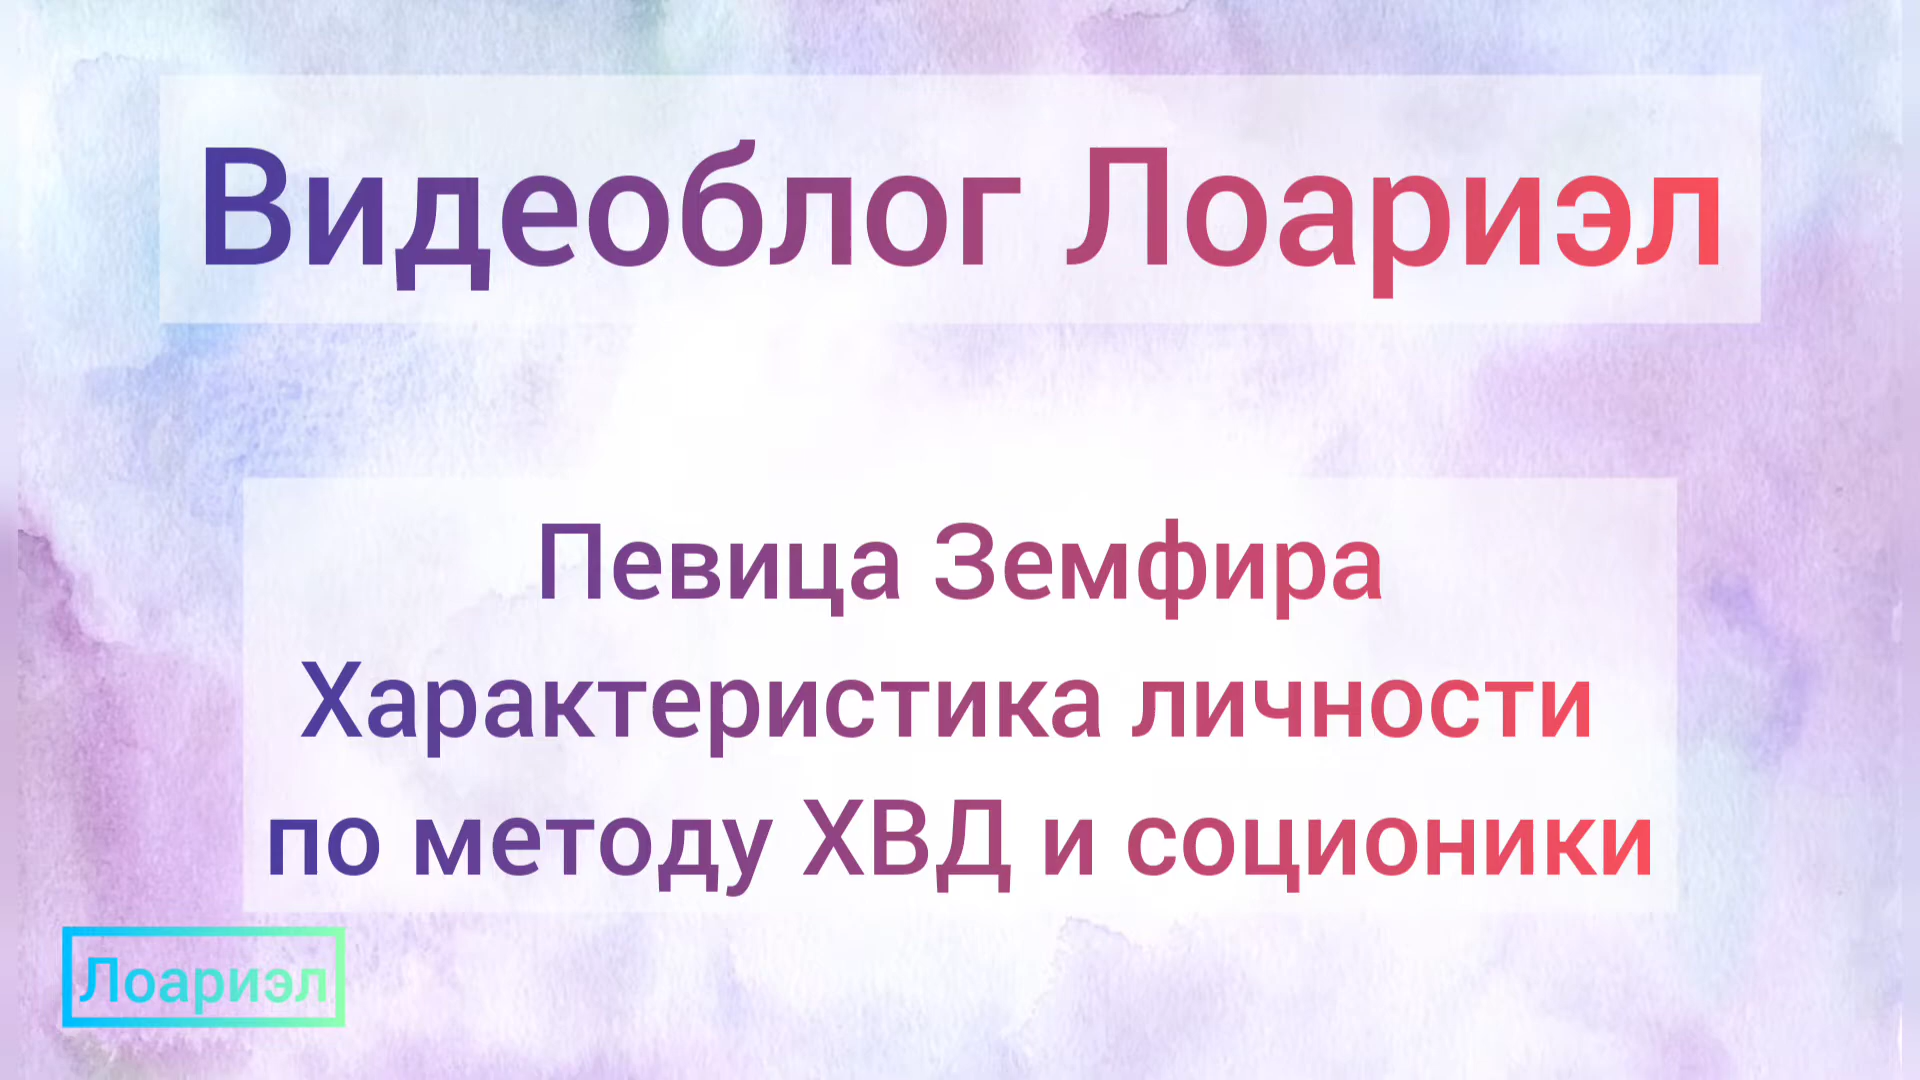 Видеоблог Лоариэл
Певица Земфира
Характеристика личности
по методу ХВД и соционики
Лоариэл